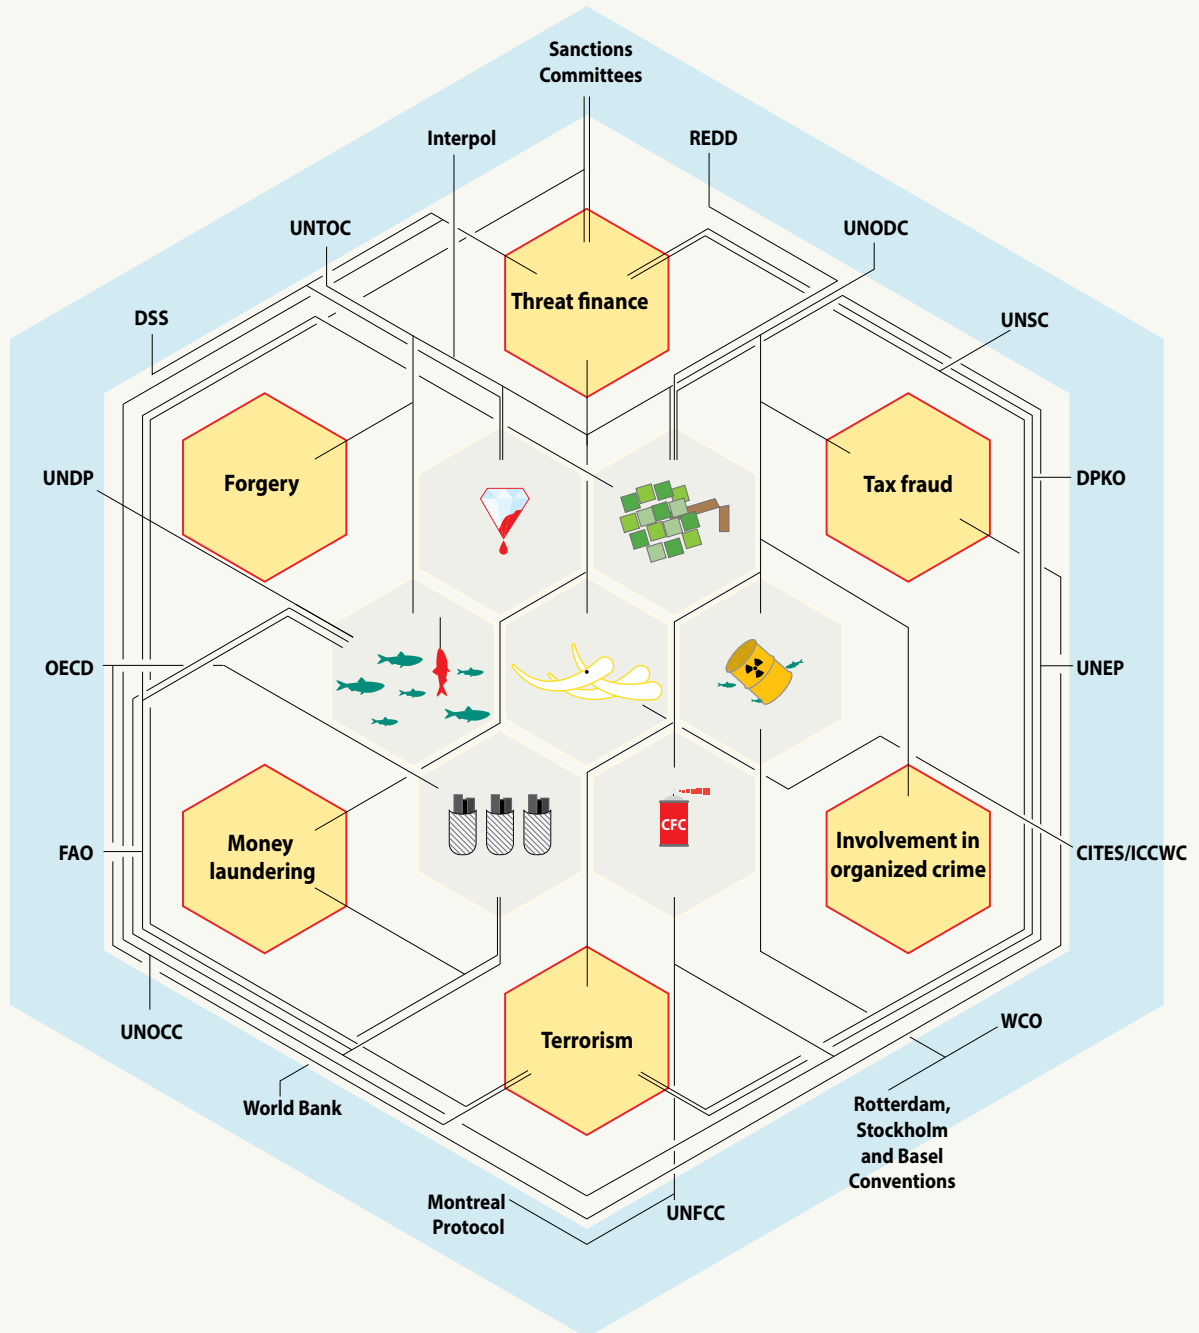 Sanctions
Committees
Interpol
REDD
UNTOC
UNODC
DSS
UNSC
Threat finance
Forgery
Tax fraud
UNDP
DPKO
OECD
UNEP
CFC
Money
laundering
Involvement in
organized crime
FAO
CITES/ICCWC
UNOCC
Terrorism
WCO
World Bank
Rotterdam,
Stockholm
and Basel
Conventions
Montreal
Protocol
UNFCC